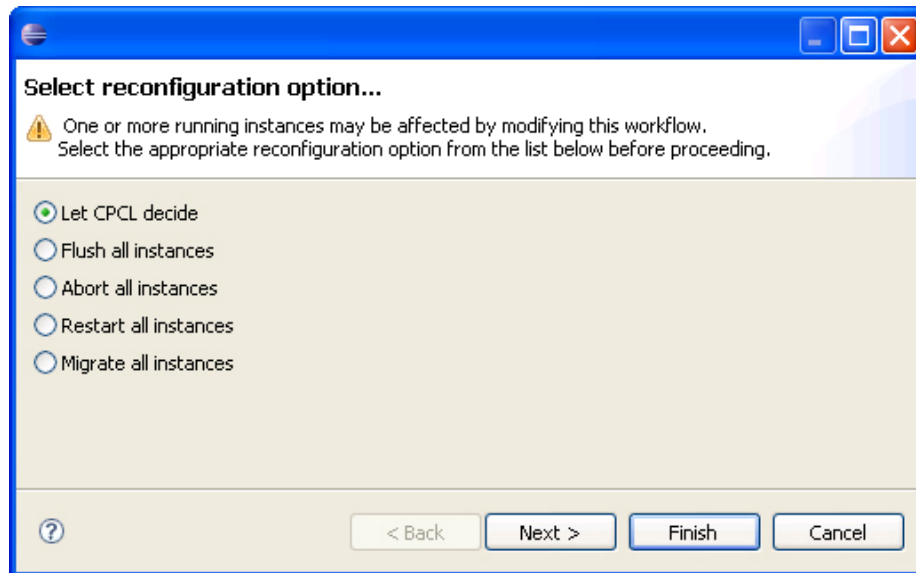 Select reconfiguration option...
One or more running instances may be affected by modifying this workflow.
Select the appropriate reconfiguration option from the list below before proceeding.
Let CPCL decide
Flush all instances
Abort all instances
Restart all instances
Migrate all instances
? < Back Next > Finish Cancel